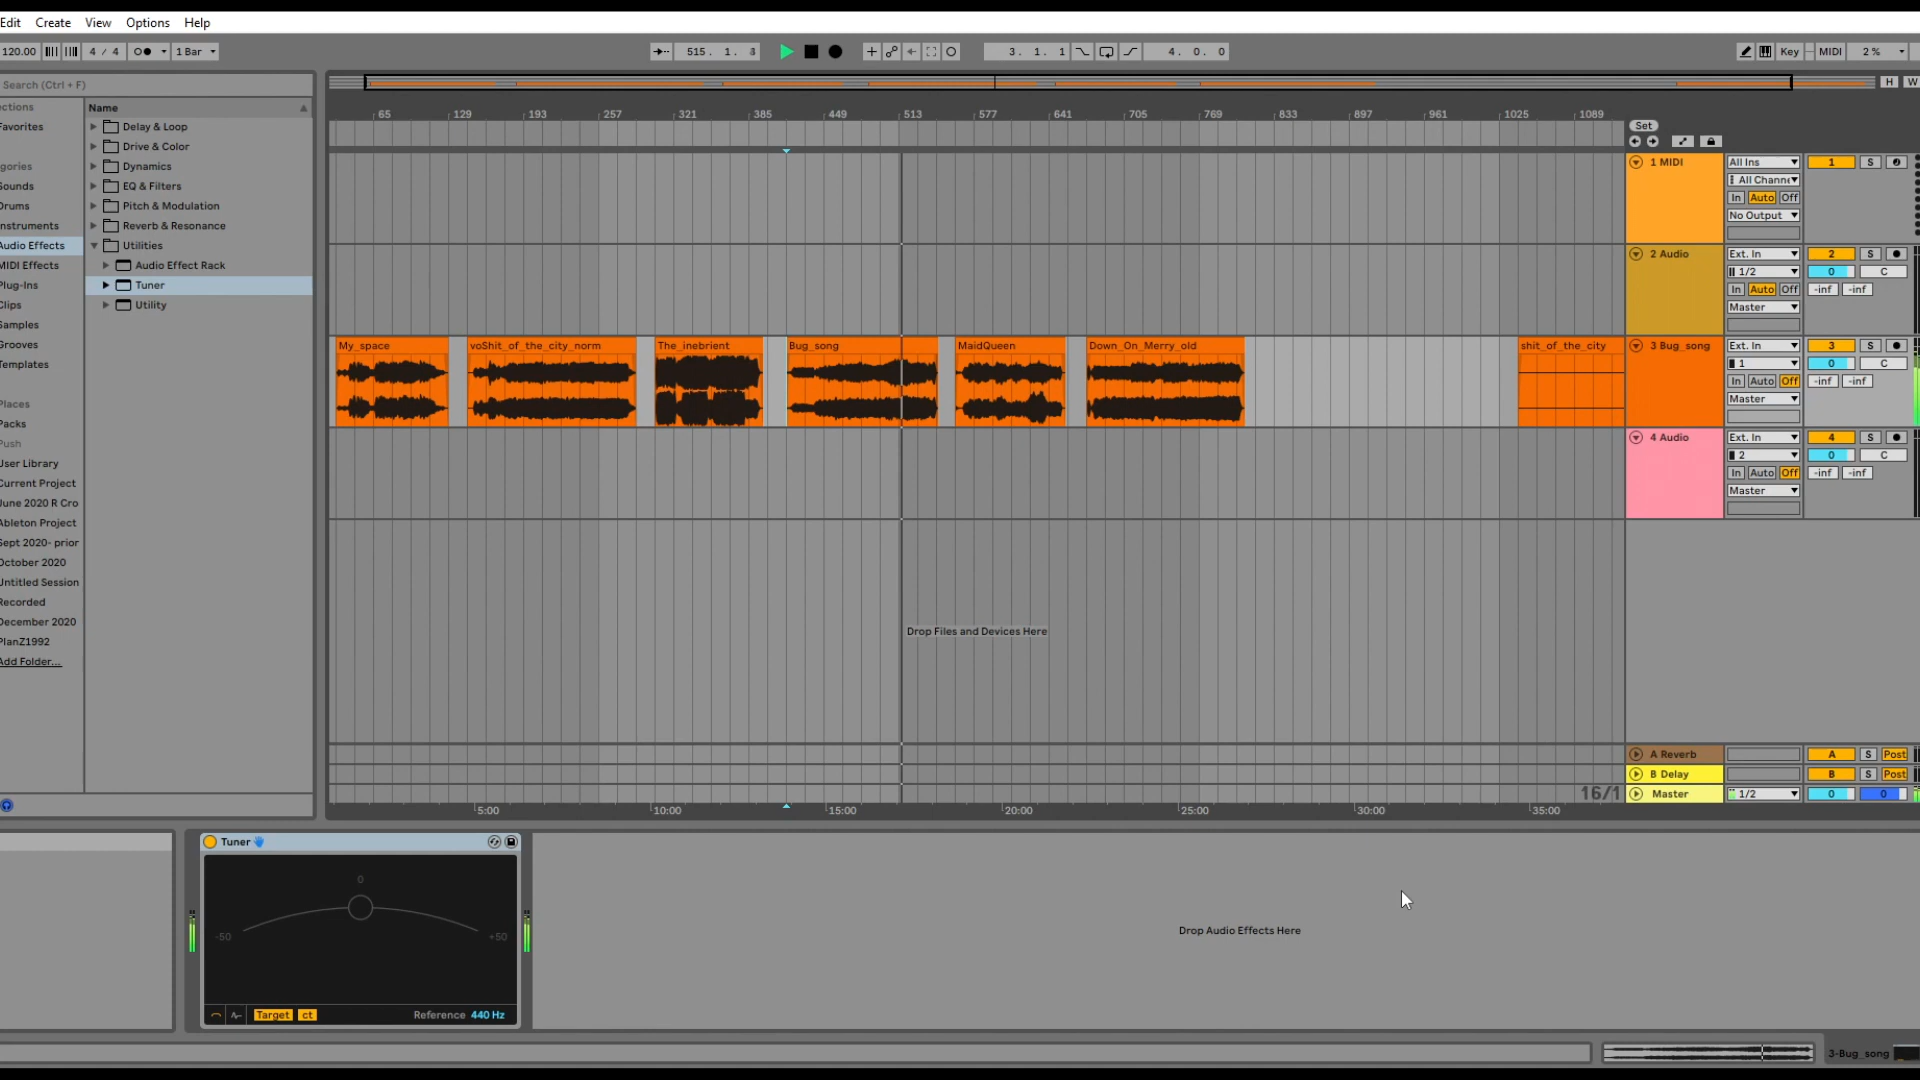 Edit Create View Options Help
120.00 4 / 4 1 Bar 515. 1. 3. 1. 1 4. 0. 0 Key MIDI 2 %
Search (Ctrl + F) H W
65 129 193 257 321 385 449 513 577 641 705 769 833 897 961 1025 1089
Set
ections Name
Favorites Delay & Loop
Drive & Color
gories Dynamics
Sounds EQ & Filters
Drums Pitch & Modulation
nstruments Reverb & Resonance
Audio Effects Utilities
MIDI Effects Audio Effect Rack
Plug-Ins Tuner
Clips Utility
Samples
Grooves
Templates
Places
Packs
Push
User Library
Current Project
June 2020 R Cro
Ableton Project
Sept 2020- prior
October 2020
Untitled Session
Recorded
December 2020
PlanZ1992
Add Folder...
1 MIDI All Ins 1 S
All Channe
In Auto Off
No Output
2 Audio Ext. In 2 S
1/2 0 C
In Auto Off -inf -inf
Master
My_space voShit_of_the_city_norm The_inebrient Bug_song MaidQueen Down_On_Merry_old shit_of_the_city 3 Bug_song Ext. In 3 S
1 0 C
In Auto Off -inf -inf
Master
4 Audio Ext. In 4 S
2 0 C
In Auto Off -inf -inf
Master
Drop Files and Devices Here
A Reverb A S Post
B Delay B S Post
16/1 Master 1/2 0 0
5:00 10:00 15:00 20:00 25:00 30:00 35:00
Tuner
0
-50 +50
Target ct Reference 440 Hz
Drop Audio Effects Here
3-Bug_song